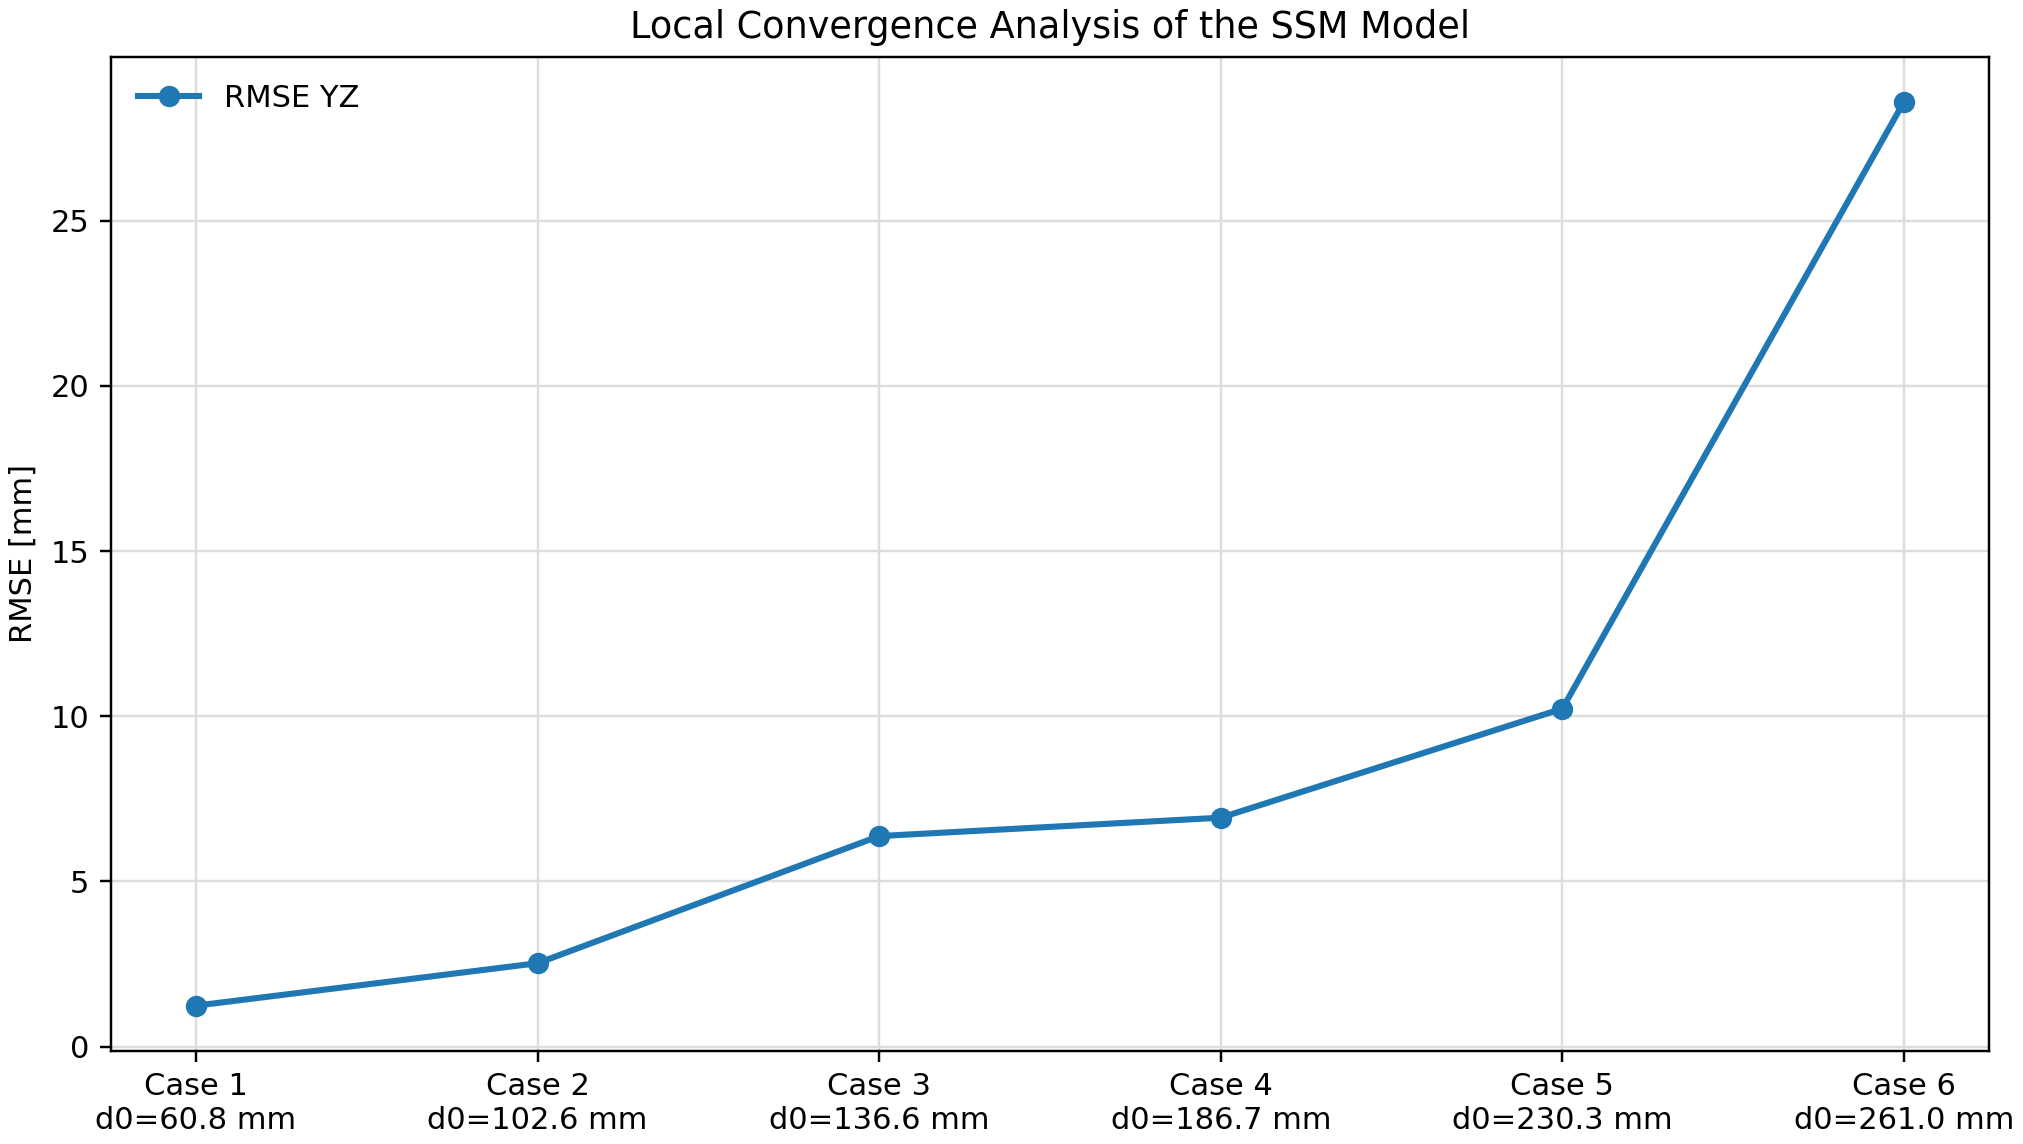 Local Convergence Analysis of the SSM Model
RMSE YZ
RMSE [mm]
25
20
15
10
5
0
Case 1
d0=60.8 mm
Case 2
d0=102.6 mm
Case 3
d0=136.6 mm
Case 4
d0=186.7 mm
Case 5
d0=230.3 mm
Case 6
d0=261.0 mm